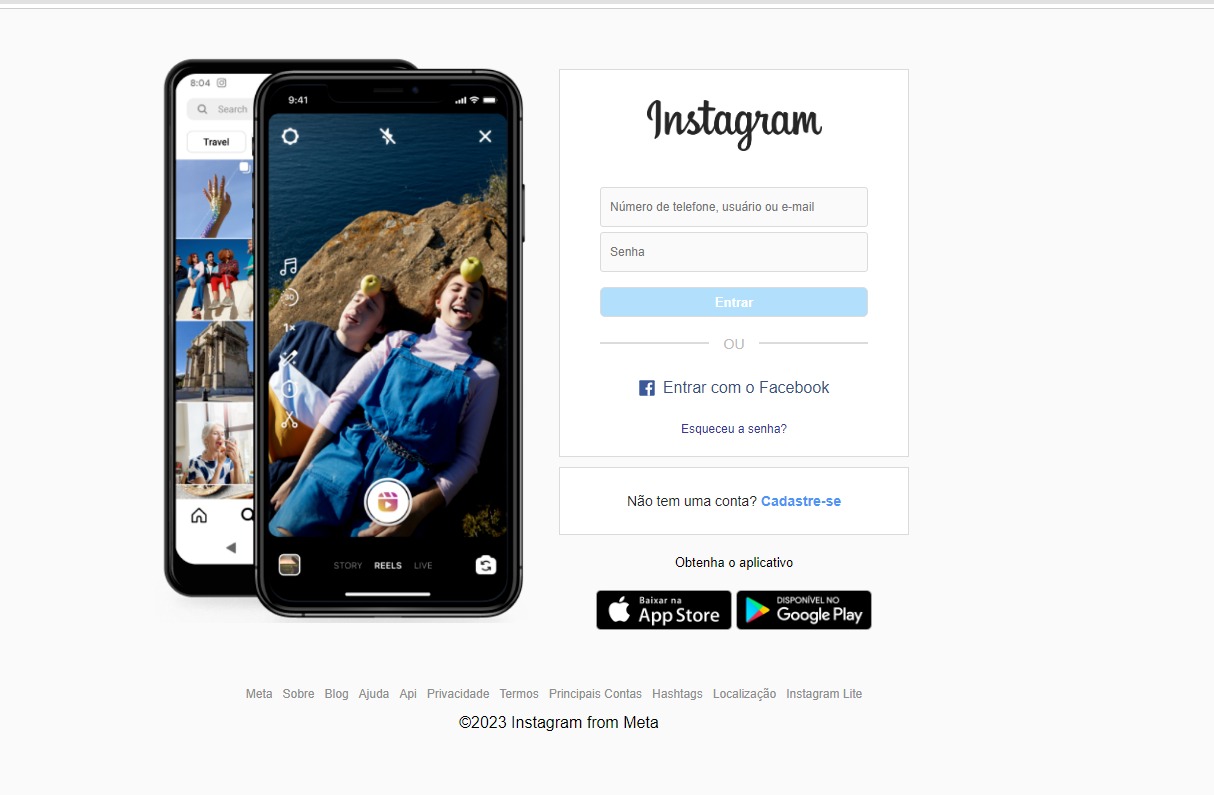 8:04
Search
Travel
9:41
30
1x
STORY REELS LIVE
Instagram
Número de telefone, usuário ou e-mail
Senha
Entrar
OU
Entrar com o Facebook
Esqueceu a senha?
Não tem uma conta? Cadastre-se
Obtenha o aplicativo
Baixar na
App Store
DISPONÍVEL NO
Google Play
Meta Sobre Blog Ajuda Api Privacidade Termos Principais Contas Hashtags Localização Instagram Lite
©2023 Instagram from Meta